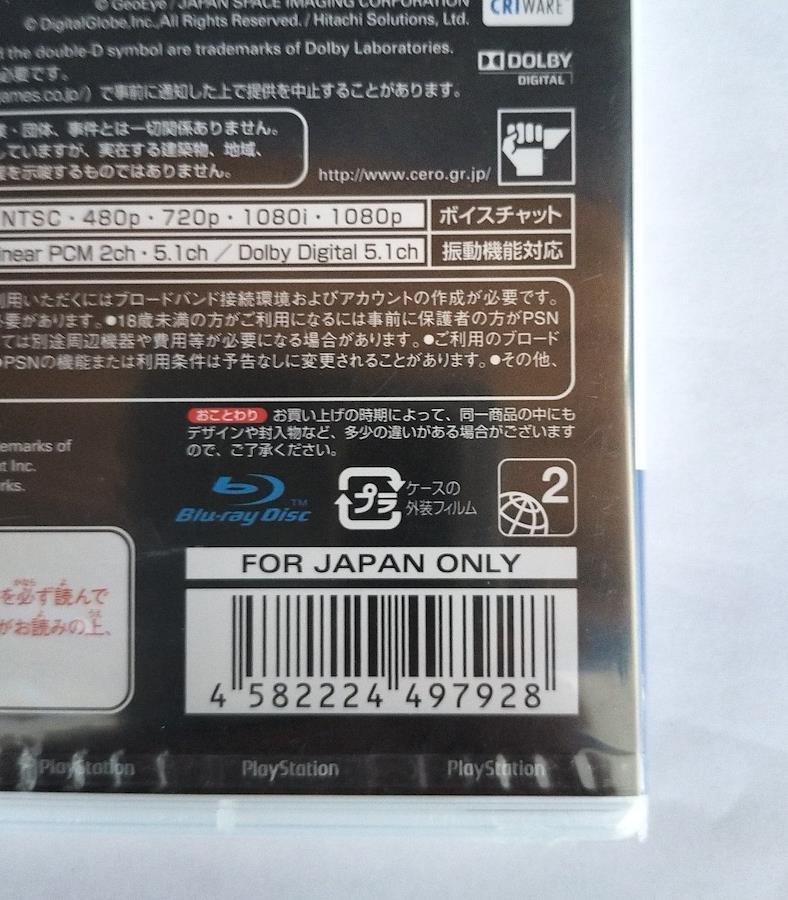 © GeoEye / JAPAN SPACE IMAGING CORPORATION
© DigitalGlobe, Inc., All Rights Reserved. / Hitachi Solutions, Ltd.
CRIWARE™
the double-D symbol are trademarks of Dolby Laboratories.
必要です。
games.co.jp/）で事前に通知した上で提供を中止することがあります。
DOLBY
DIGITAL
・団体、事件とは一切関係ありません。
していますが、実在する建築物、地域、
を示唆するものではありません。
http://www.cero.gr.jp/
NTSC・480p・720p・1080i・1080p
ボイスチャット
inear PCM 2ch・5.1ch／Dolby Digital 5.1ch
振動機能対応
利用いただくにはブロードバンド接続環境およびアカウントの作成が必要です。
要があります。●18歳未満の方がご利用になるには事前に保護者の方がPSN
ては別途周辺機器や費用等が必要になる場合があります。●ご利用のブロード
●PSNの機能または利用条件は予告なしに変更されることがあります。●その他、
おことわり お買い上げの時期によって、同一商品の中にも
デザインや封入物など、多少の違いがある場合がございます
ので、ご了承ください。
emarks of
t Inc.
rks.
Blu-ray Disc™
プラ
ケースの
外装フィルム
2
FOR JAPAN ONLY
を必ず読んで
かなら よ
がお読みの上、
よ うえ
4 582224 497928
PlayStation PlayStation PlayStation